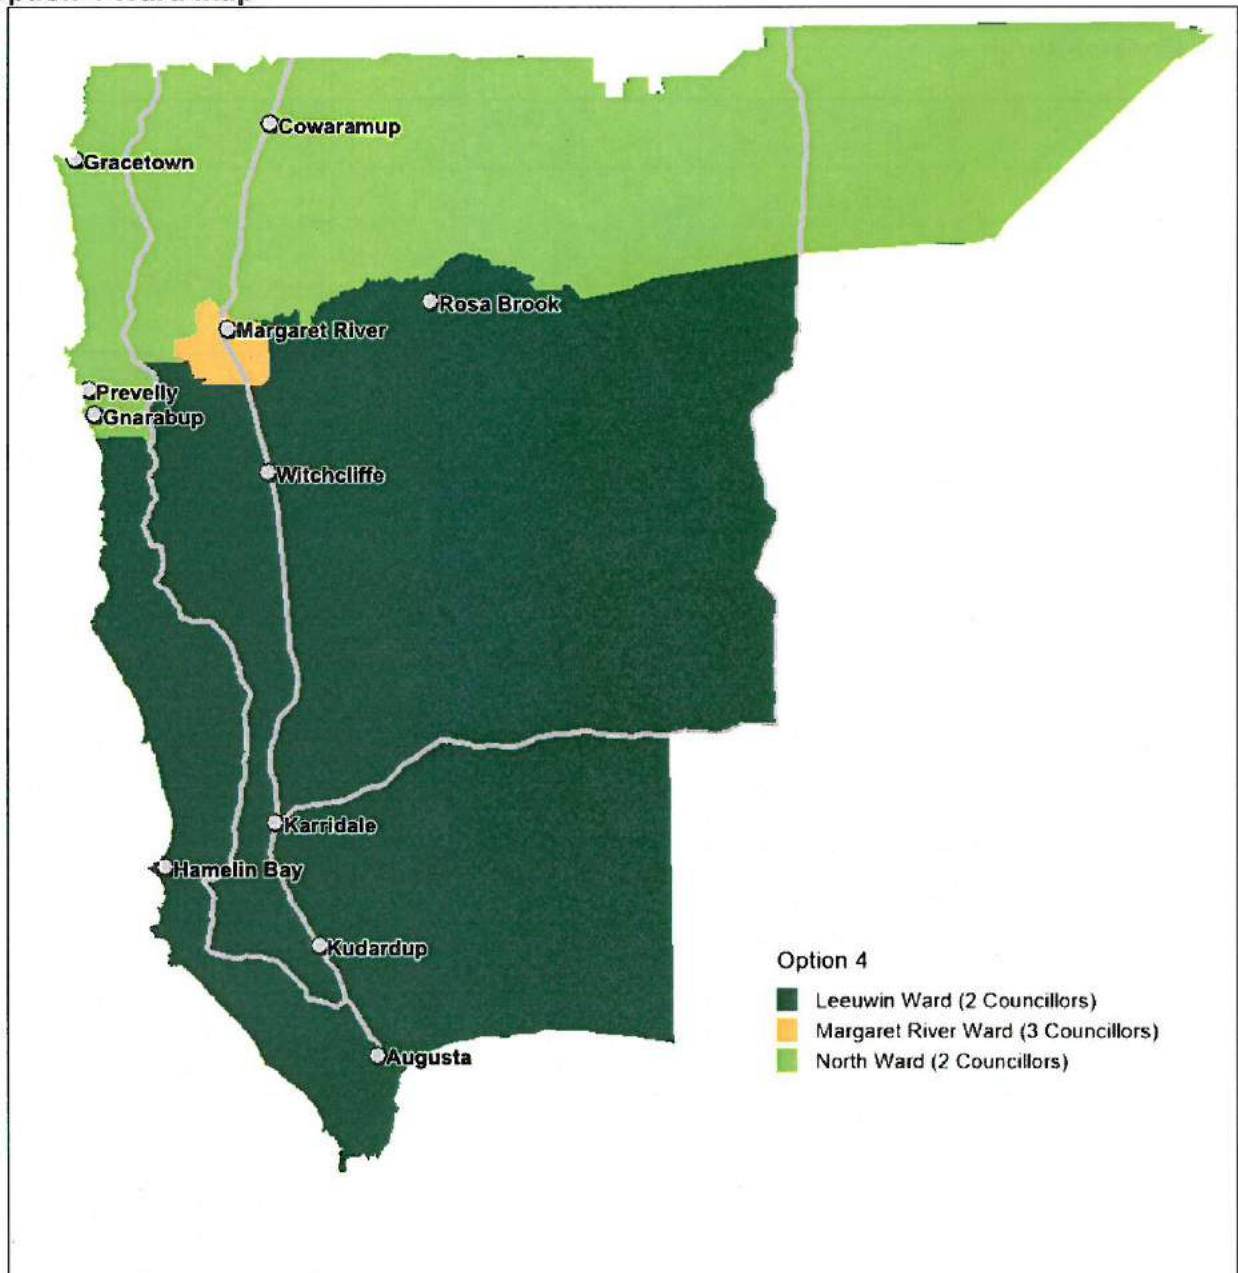 Cowaramup
Gracetown
Rosa Brook
Margaret River
Prevelly
Gnarabup
Witchcliffe
Karridale
Hamelin Bay
Kudardup
Augusta
Option 4
Leeuwin Ward (2 Councillors)
Margaret River Ward (3 Councillors)
North Ward (2 Councillors)